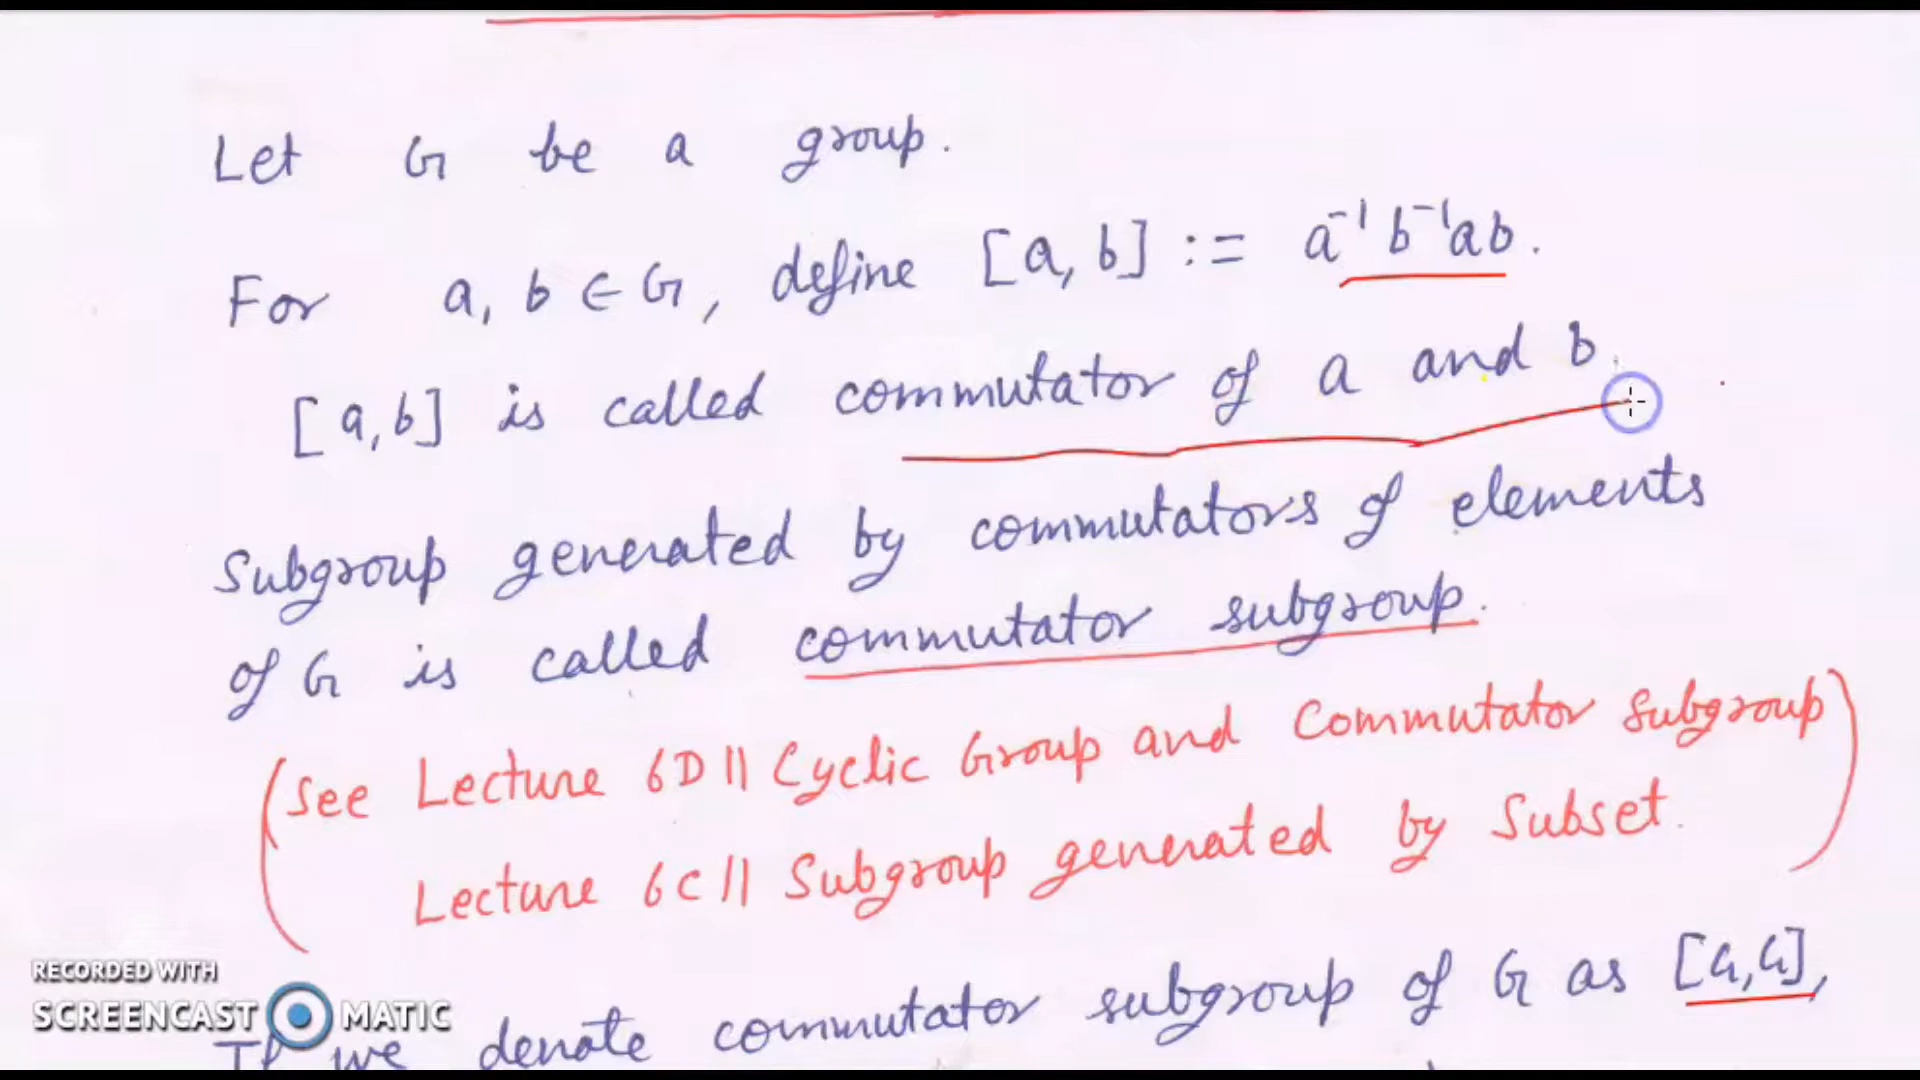 Let G be a group.
For a, b ∈ G, define [a, b] := a⁻¹ b⁻¹ab.
[a,b] is called commutator of a and b.
Subgroup generated by commutators of elements
of G is called commutator subgroup.
(see Lecture 6D || Cyclic Group and Commutator Subgroup
Lecture 6C || Subgroup generated by Subset.)
If we denote commutator subgroup of G as [G,G],
RECORDED WITH
SCREENCAST MATIC